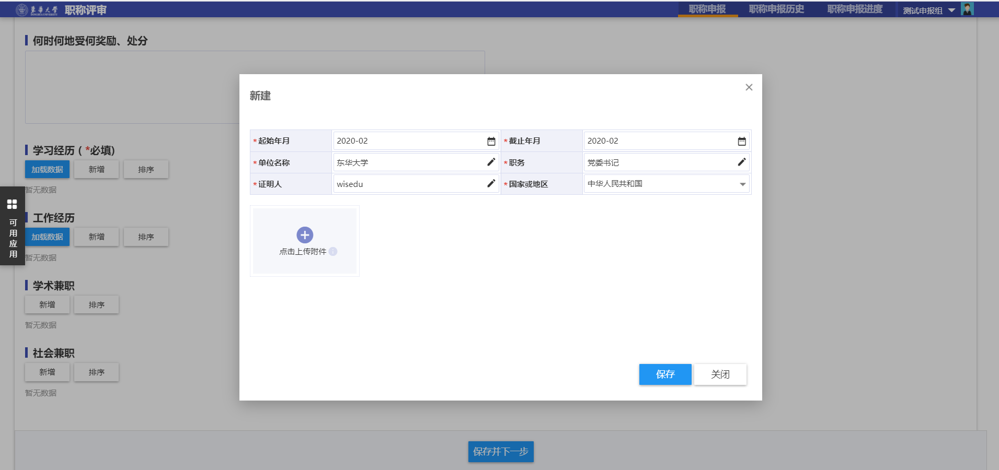 東華大学 职称评审 职称申报 职称申报历史 职称申报进度 测试申报组
DONGHUA UNIVERSITY
何时何地受何奖励、处分
学习经历 ( *必填)
加载数据 新增 排序
暂无数据
可用应用
工作经历
加载数据 新增 排序
暂无数据
学术兼职
新增 排序
暂无数据
社会兼职
新增 排序
暂无数据
新建
*起始年月 2020-02 *截止年月 2020-02
*单位名称 东华大学 *职务 党委书记
*证明人 wisedu *国家或地区 中华人民共和国
点击上传附件
保存 关闭
保存并下一步